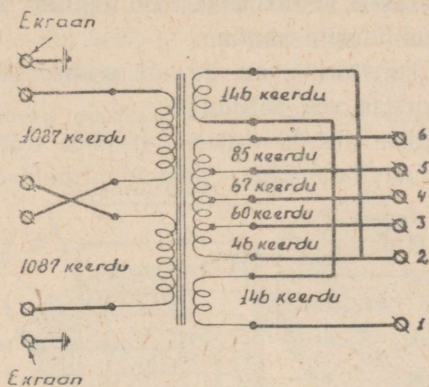 Ekraan
146 keerdu
1087 keerdu
85 keerdu
67 keerdu
60 keerdu
46 keerdu
1087 keerdu
146 keerdu
6
5
4
3
2
1
Ekraan